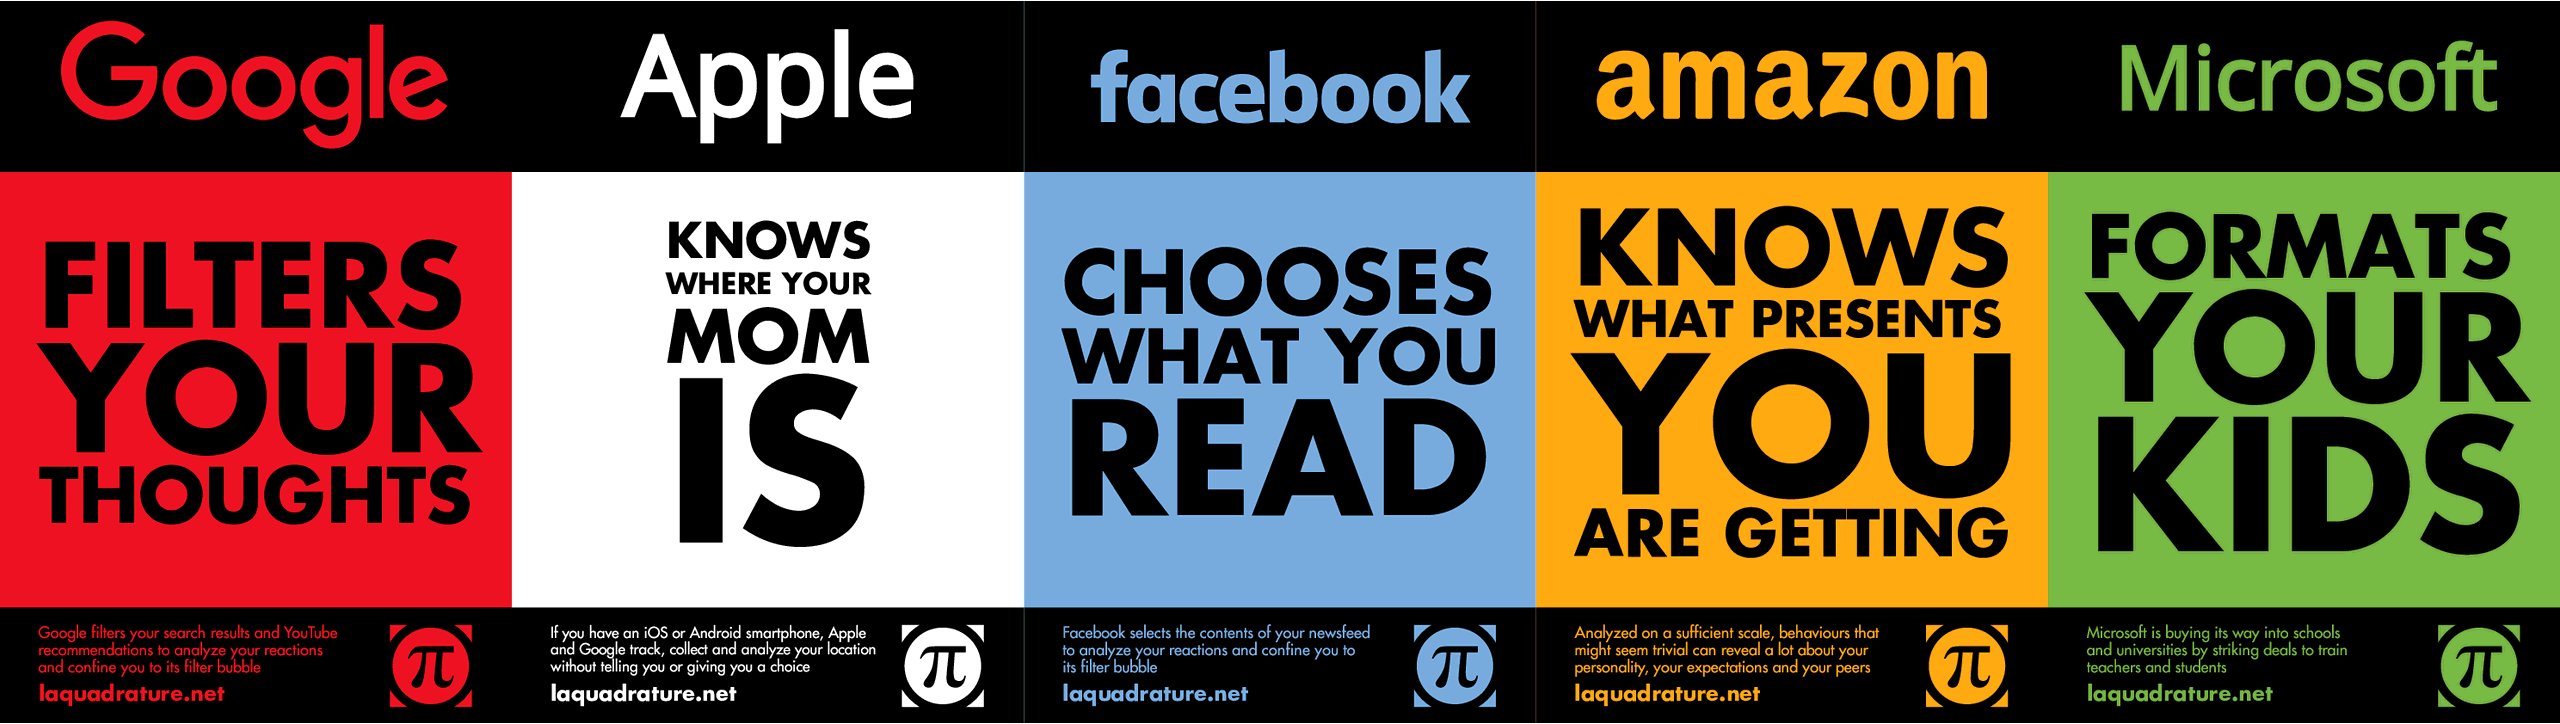 Google
FILTERS
YOUR
THOUGHTS
Google filters your search results and YouTube
recommendations to analyze your reactions
and confine you to its filter bubble
laquadrature.net
π
Apple
KNOWS
WHERE YOUR
MOM
IS
If you have an iOS or Android smartphone, Apple
and Google track, collect and analyze your location
without telling you or giving you a choice
laquadrature.net
π
facebook
CHOOSES
WHAT YOU
READ
Facebook selects the contents of your newsfeed
to analyze your reactions and confine you to
its filter bubble
laquadrature.net
π
amazon
KNOWS
WHAT PRESENTS
YOU
ARE GETTING
Analyzed on a sufficient scale, behaviours that
might seem trivial can reveal a lot about your
personality, your expectations and your peers
laquadrature.net
π
Microsoft
FORMATS
YOUR
KIDS
Microsoft is buying its way into schools
and universities by striking deals to train
teachers and students
laquadrature.net
π